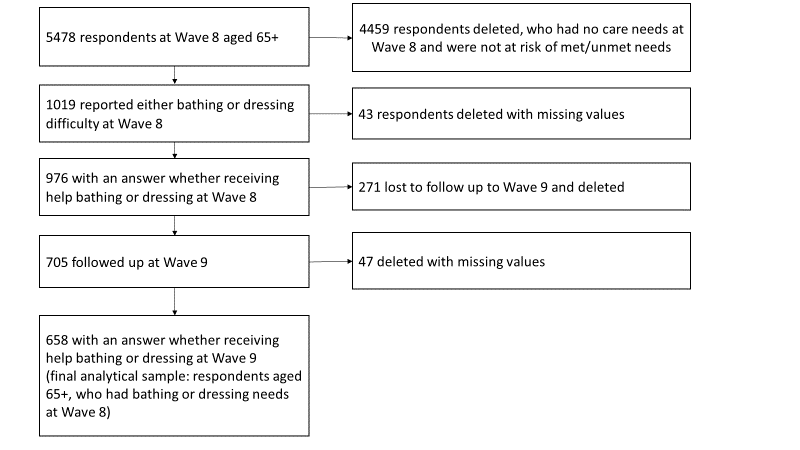 5478 respondents at Wave 8 aged 65+
4459 respondents deleted, who had no care needs at
Wave 8 and were not at risk of met/unmet needs
1019 reported either bathing or dressing
difficulty at Wave 8
43 respondents deleted with missing values
976 with an answer whether receiving
help bathing or dressing at Wave 8
271 lost to follow up to Wave 9 and deleted
705 followed up at Wave 9
47 deleted with missing values
658 with an answer whether receiving
help bathing or dressing at Wave 9
(final analytical sample: respondents aged
65+, who had bathing or dressing needs
at Wave 8)